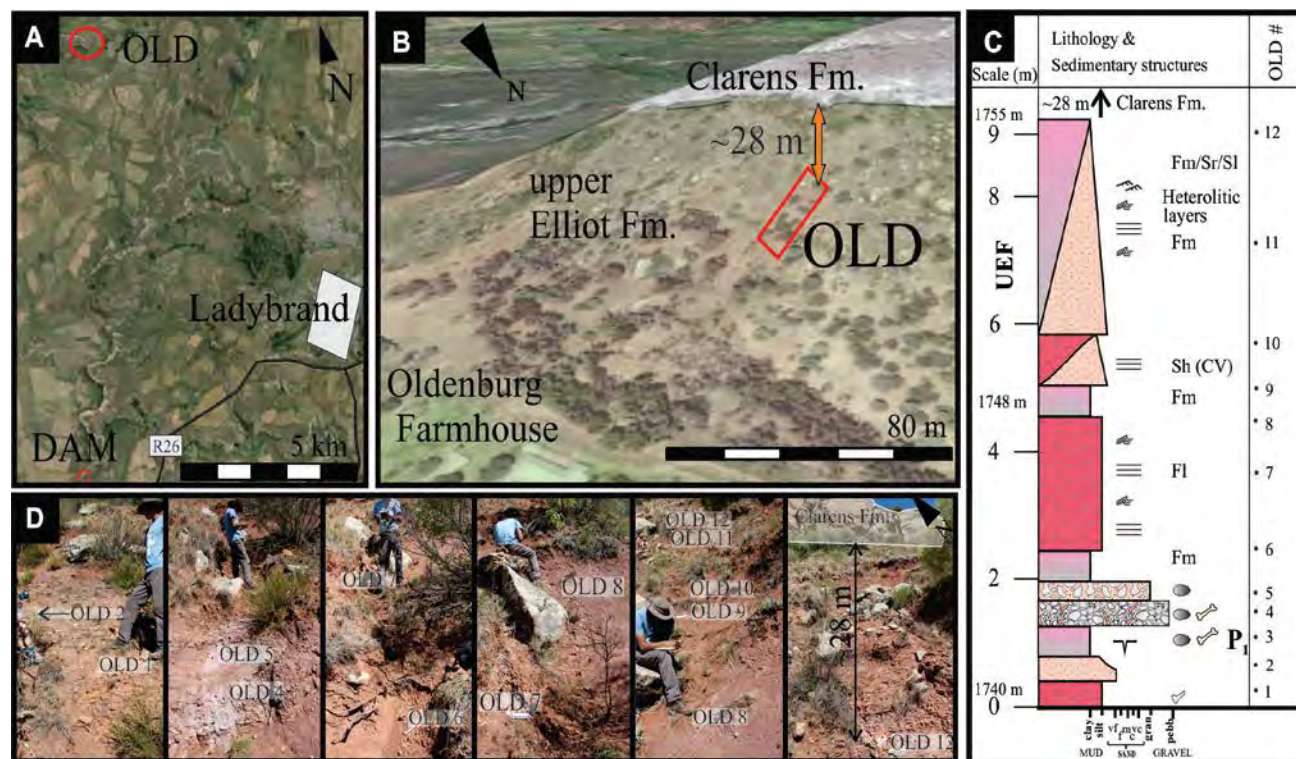 A
OLD
N
Ladybrand
DAM
R26
5 km
B
N
Clarens Fm.
~28 m
upper
Elliot Fm.
OLD
Oldenburg
Farmhouse
80 m
C
Lithology &
Sedimentary structures
Scale (m)
OLD #
1755 m
~28 m
Clarens Fm.
9
12
Fm/Sr/Sl
8
Heterolitic
layers
Fm
11
UEF
6
10
Sh (CV)
9
1748 m
Fm
8
4
Fl
7
6
Fm
2
5
4
P1
3
2
1740 m
1
0
clay
silt
vf
f
m
c
vc
gran
pebb
MUD
SAND
GRAVEL
D
OLD 2
OLD 1
OLD 5
OLD 4
OLD
OLD 6
OLD 8
OLD 7
OLD 12
OLD 11
OLD 10
OLD 9
OLD 8
Clarens Fm.
28 m
OLD 12